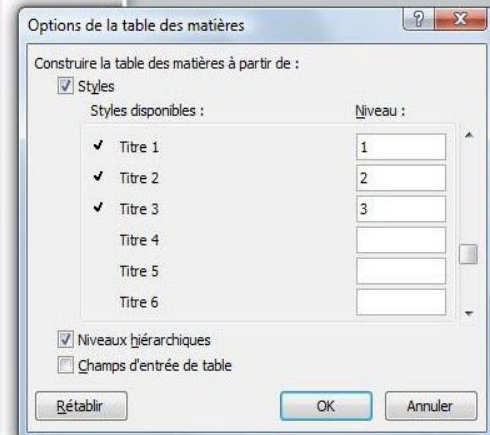 Options de la table des matières
Construire la table des matières à partir de :
Styles
Styles disponibles : Niveau :
Titre 1 1
Titre 2 2
Titre 3 3
Titre 4
Titre 5
Titre 6
Niveaux hiérarchiques
Champs d'entrée de table
Rétablir OK Annuler